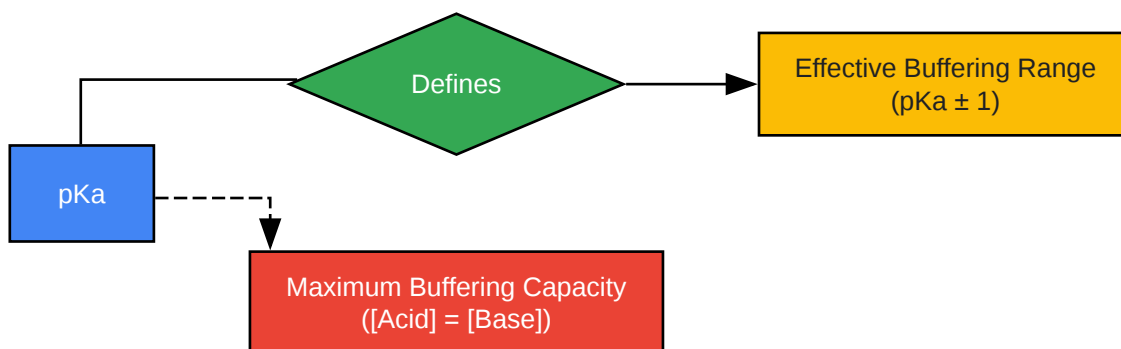 Defines
Effective Buffering Range
(pKa ± 1)
pKa
Maximum Buffering Capacity
([Acid] = [Base])